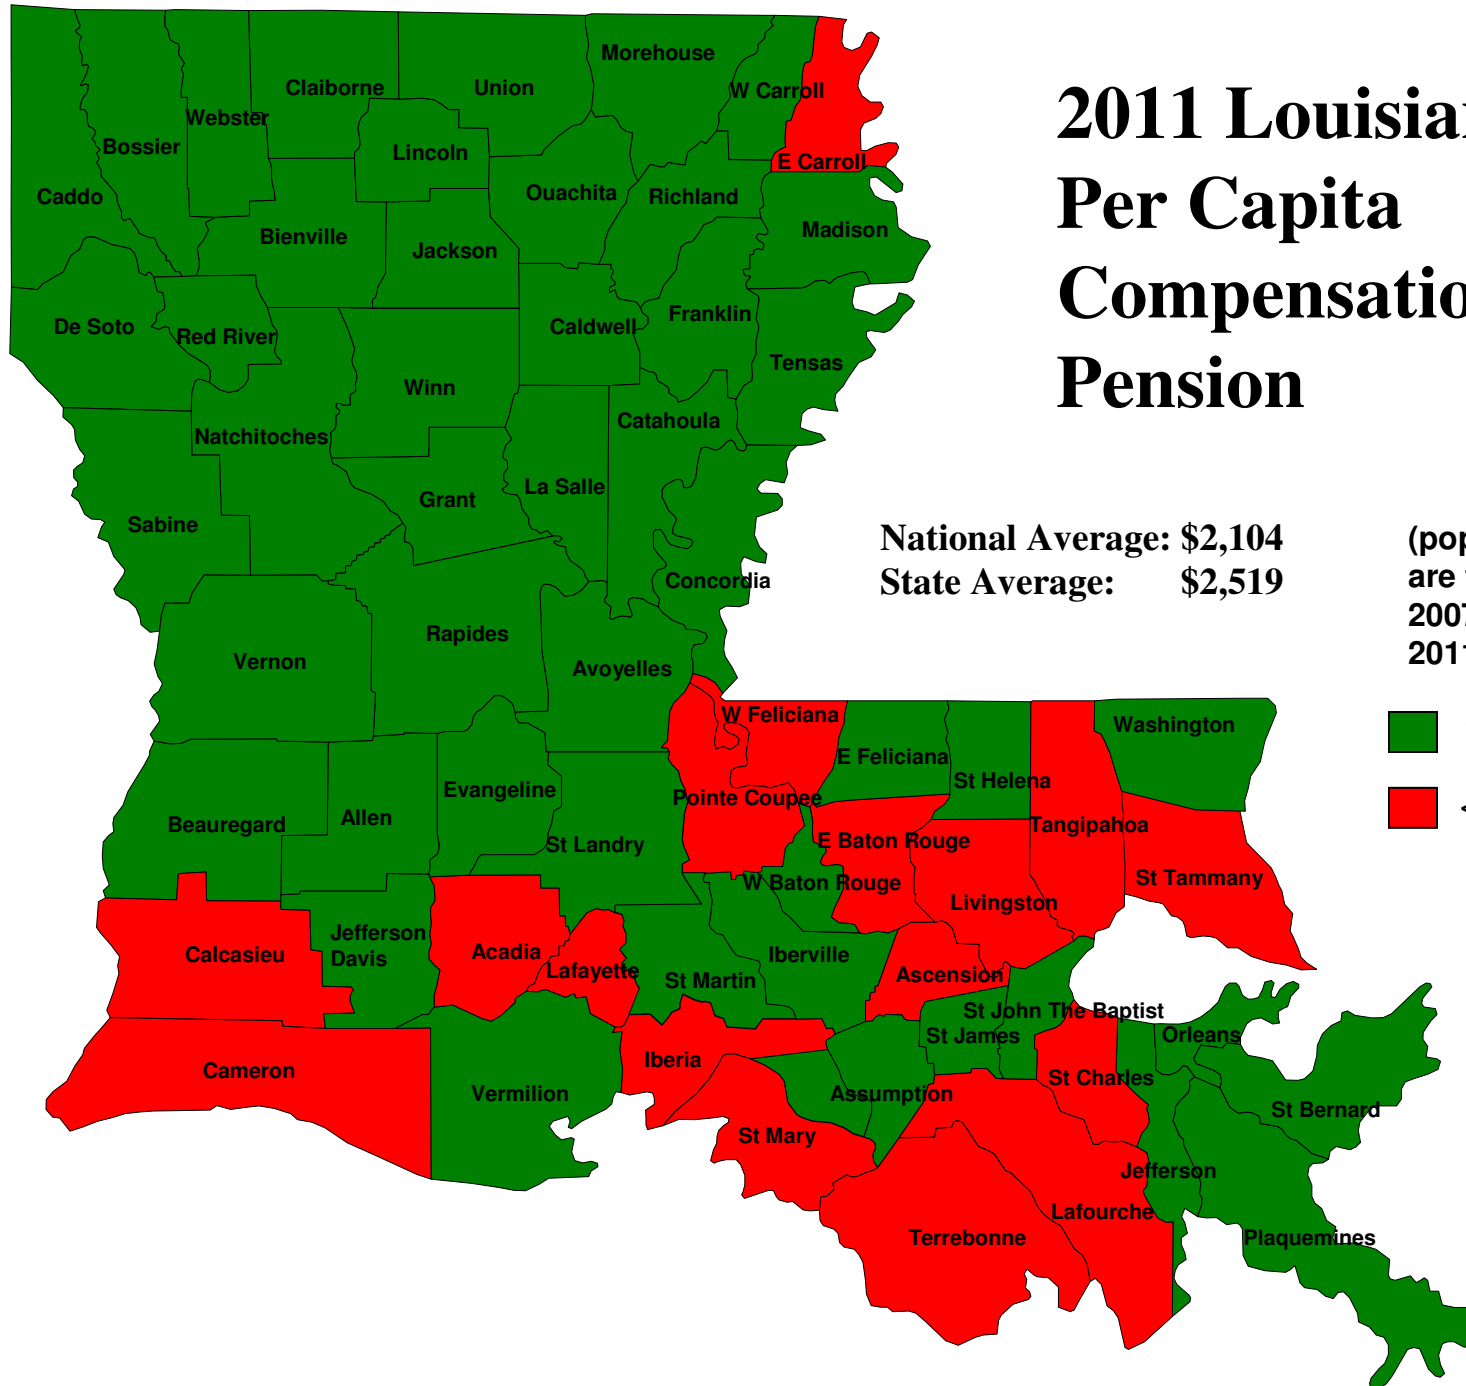 2011 Louisia
Per Capita
Compensatio
Pension
National Average: $2,104
State Average: $2,519
(pop
are
2007
201
<
Morehouse
Claiborne
Union
W Carroll
Webster
Bossier
Lincoln
E Carroll
Caddo
Ouachita
Richland
Bienville
Jackson
Madison
De Soto
Red River
Caldwell
Franklin
Tensas
Winn
Natchitoches
Catahoula
Grant
La Salle
Sabine
Concordia
Vernon
Rapides
Avoyelles
W Feliciana
Washington
E Feliciana
St Helena
Evangeline
Pointe Coupee
Beauregard
Allen
St Landry
Tangipahoa
E Baton Rouge
W Baton Rouge
St Tammany
Livingston
Jefferson
Davis
Calcasieu
Acadia
Lafayette
St Martin
Iberville
Ascension
St John The Baptist
St James
Orleans
Cameron
Iberia
St Charles
Vermilion
Assumption
St Bernard
St Mary
Jefferson
Lafourche
Terrebonne
Plaquemines